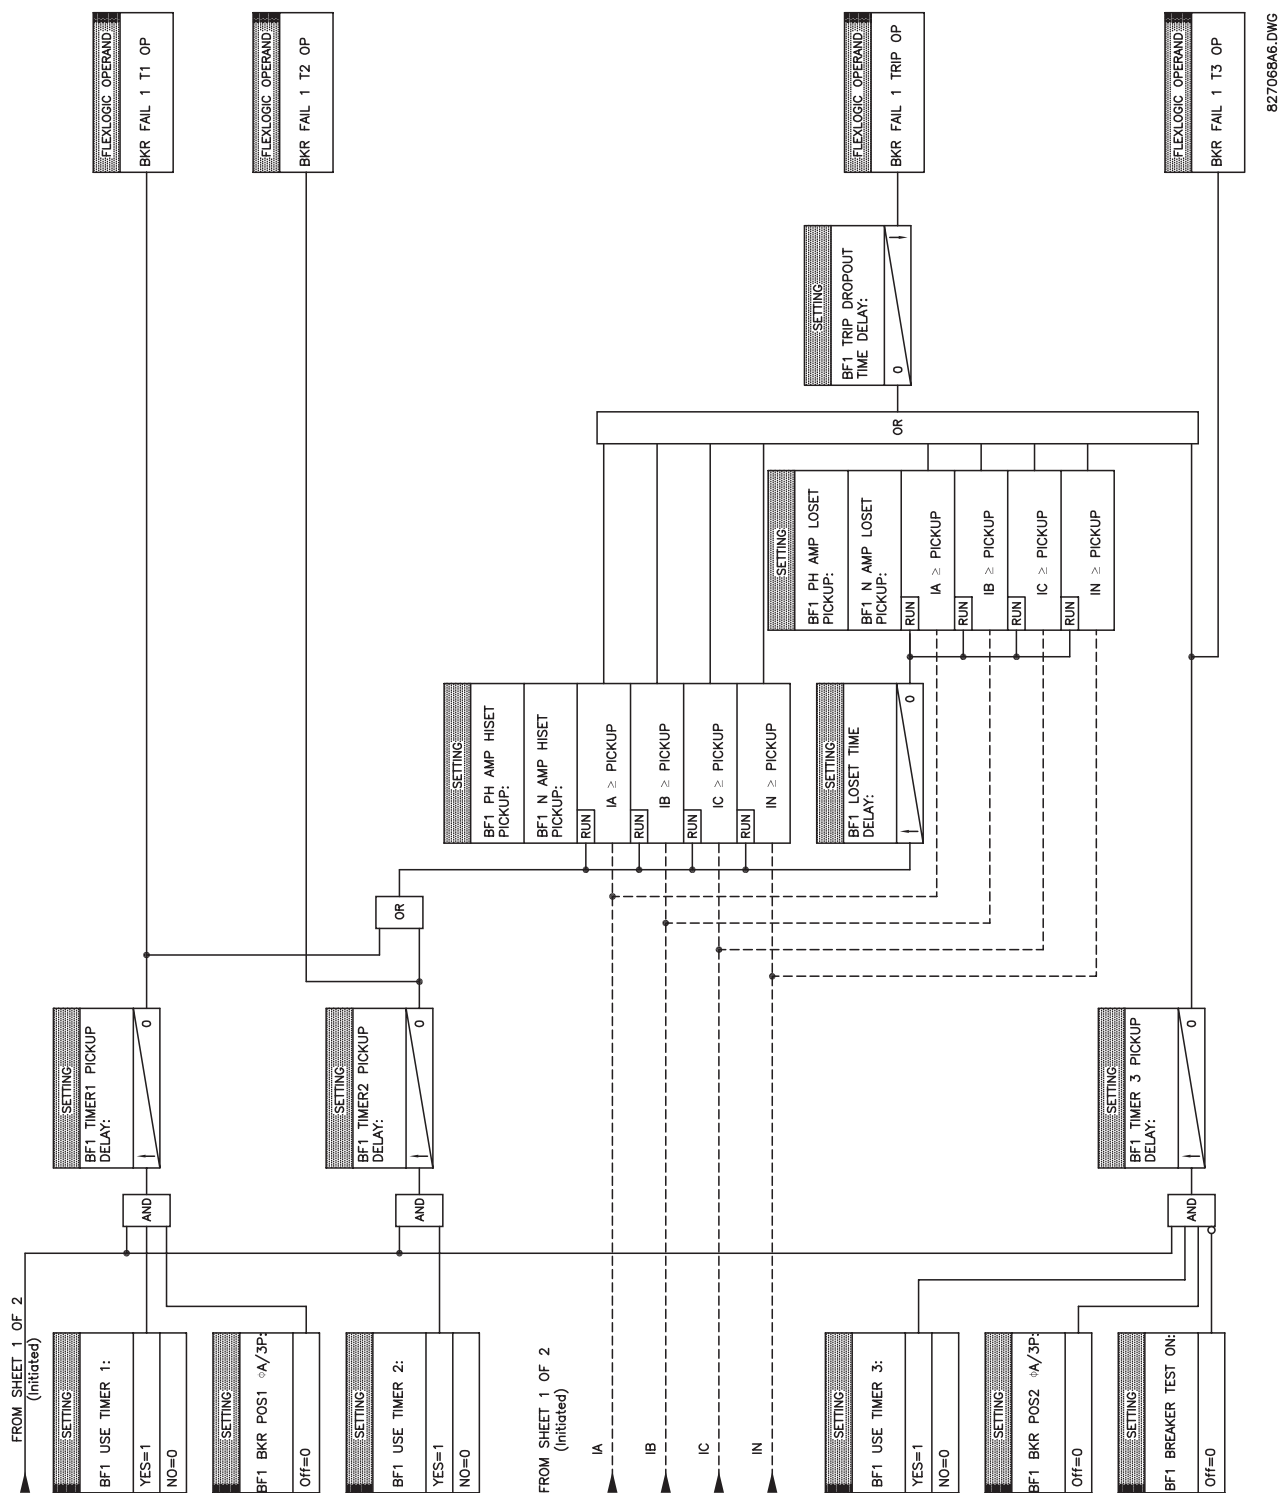 FROM SHEET 1 OF 2
(Initiated)
SETTING
BF1 USE TIMER 1:
YES=1
NO=0
SETTING
BF1 BKR POS1 ΦA/3P:
Off=0
SETTING
BF1 USE TIMER 2:
YES=1
NO=0
FROM SHEET 1 OF 2
(Initiated)
IA
IB
IC
IN
SETTING
BF1 USE TIMER 3:
YES=1
NO=0
SETTING
BF1 BKR POS2 ΦA/3P:
Off=0
SETTING
BF1 BREAKER TEST ON:
Off=0
AND
AND
AND
SETTING
BF1 TIMER1 PICKUP
DELAY:
0
SETTING
BF1 TIMER2 PICKUP
DELAY:
0
SETTING
BF1 TIMER 3 PICKUP
DELAY:
0
OR
SETTING
BF1 PH AMP HISET
PICKUP:
BF1 N AMP HISET
PICKUP:
RUN
IA ≥ PICKUP
RUN
IB ≥ PICKUP
RUN
IC ≥ PICKUP
RUN
IN ≥ PICKUP
SETTING
BF1 LOSET TIME
DELAY:
0
SETTING
BF1 PH AMP LOSET
PICKUP:
BF1 N AMP LOSET
PICKUP:
RUN
IA ≥ PICKUP
RUN
IB ≥ PICKUP
RUN
IC ≥ PICKUP
RUN
IN ≥ PICKUP
OR
SETTING
BF1 TRIP DROPOUT
TIME DELAY:
0
FLEXLOGIC OPERAND
BKR FAIL 1 T1 OP
FLEXLOGIC OPERAND
BKR FAIL 1 T2 OP
FLEXLOGIC OPERAND
BKR FAIL 1 TRIP OP
FLEXLOGIC OPERAND
BKR FAIL 1 T3 OP
827068A6.DWG